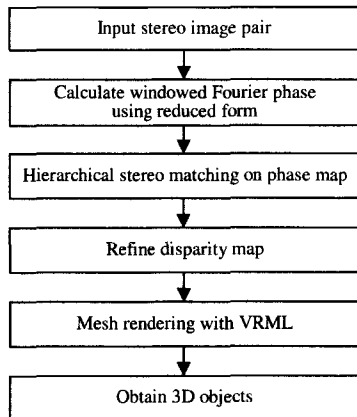 Input stereo image pair
Calculate windowed Fourier phase
using reduced form
Hierarchical stereo matching on phase map
Refine disparity map
Mesh rendering with VRML
Obtain 3D objects